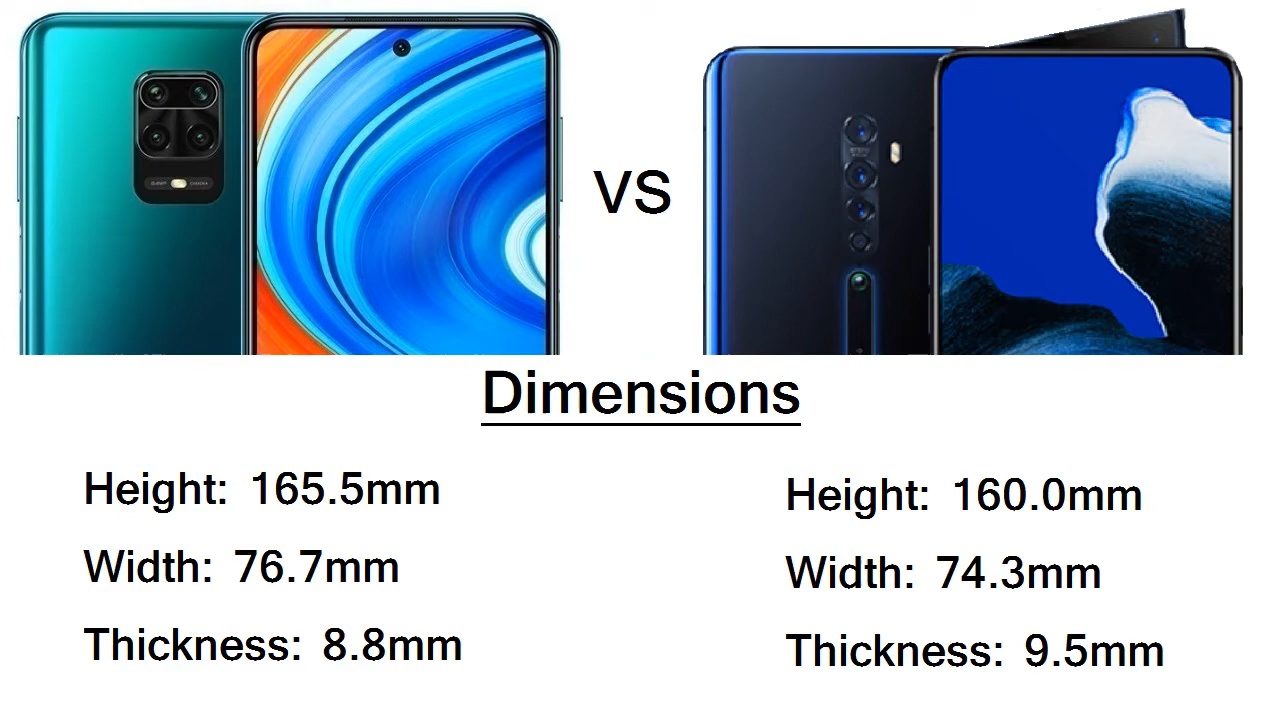 vs
Dimensions
Height: 165.5mm
Width: 76.7mm
Thickness: 8.8mm
Height: 160.0mm
Width: 74.3mm
Thickness: 9.5mm